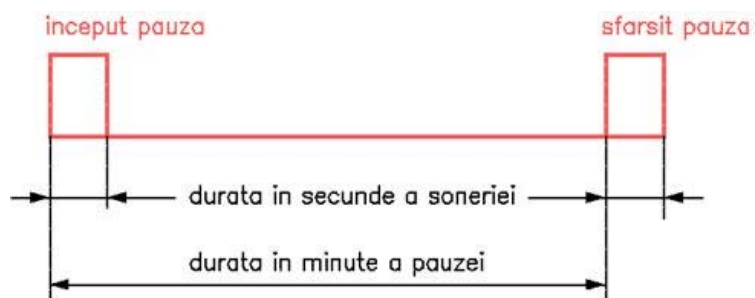 inceput pauza
sfarsit pauza
durata in secunde a soneriei
durata in minute a pauzei